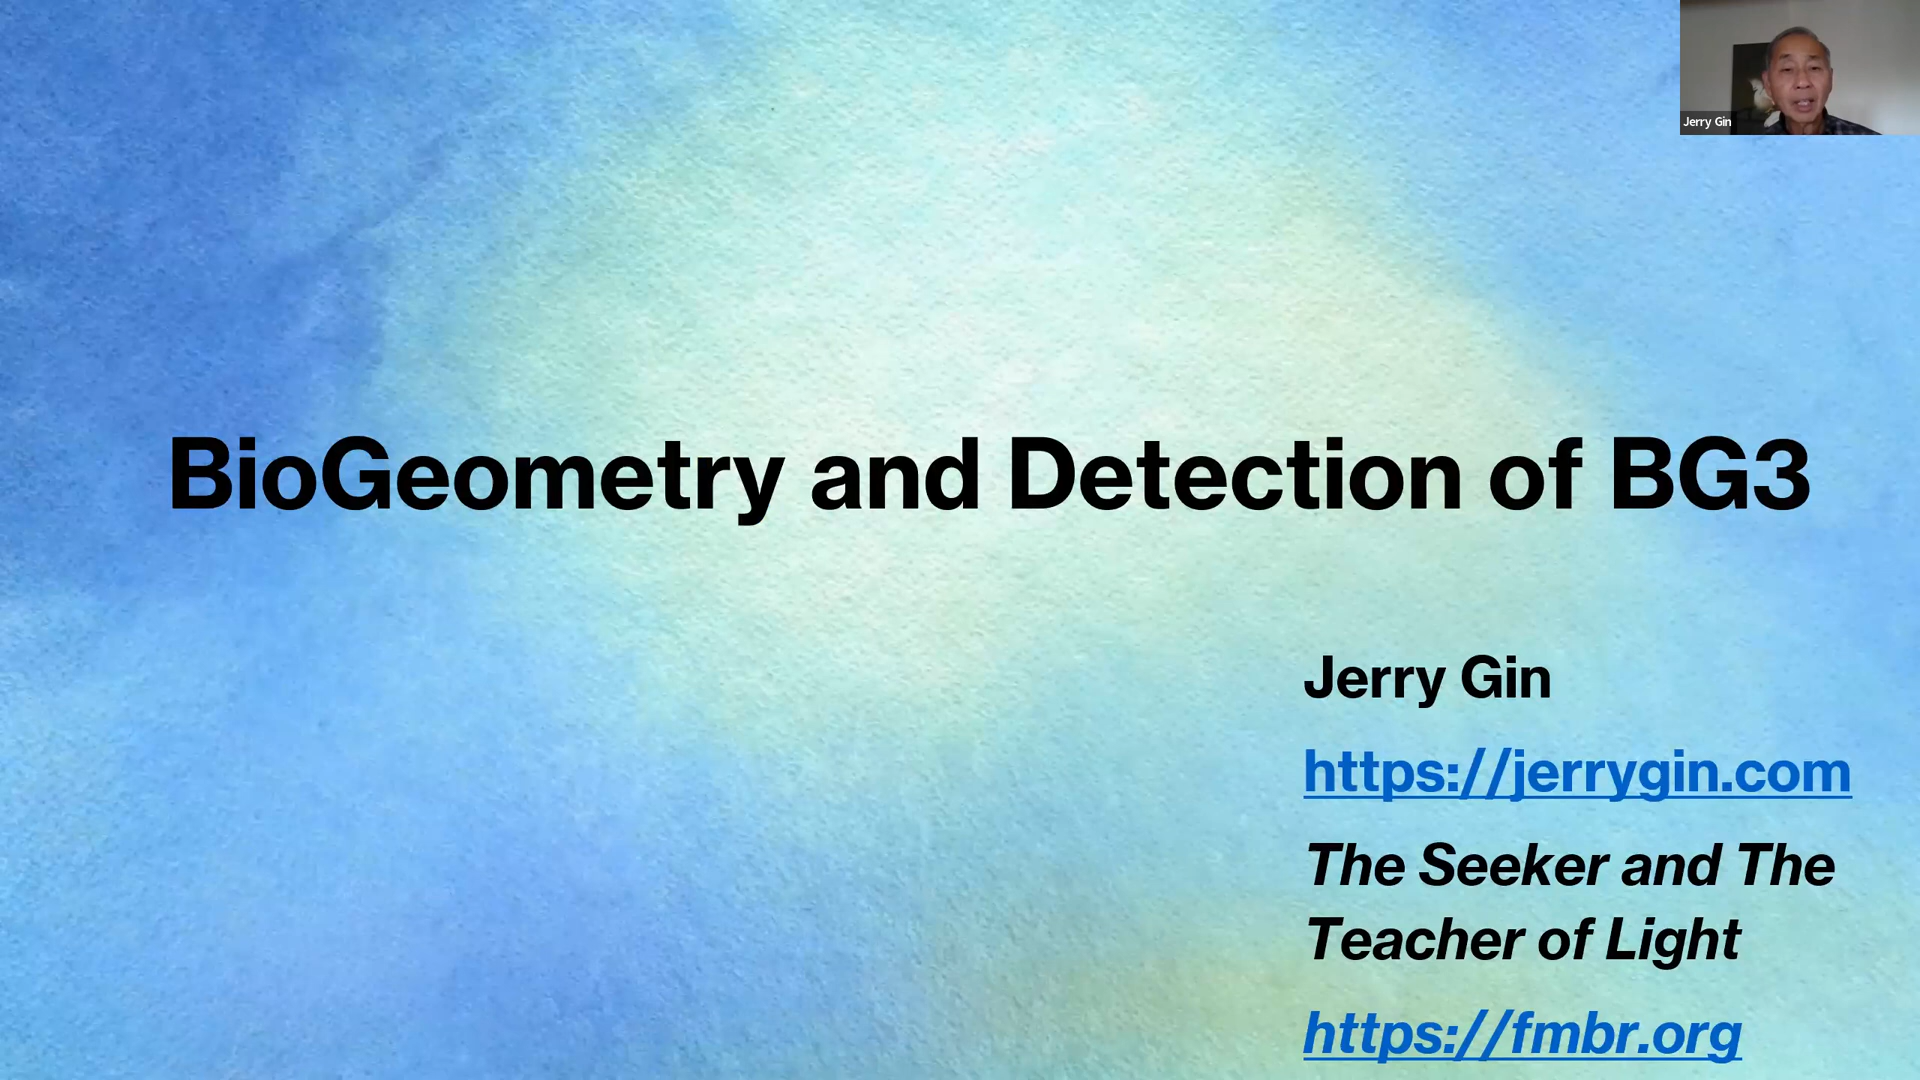 Jerry Gin
BioGeometry and Detection of BG3
Jerry Gin
https://jerrygin.com
The Seeker and The
Teacher of Light
https://fmbr.org